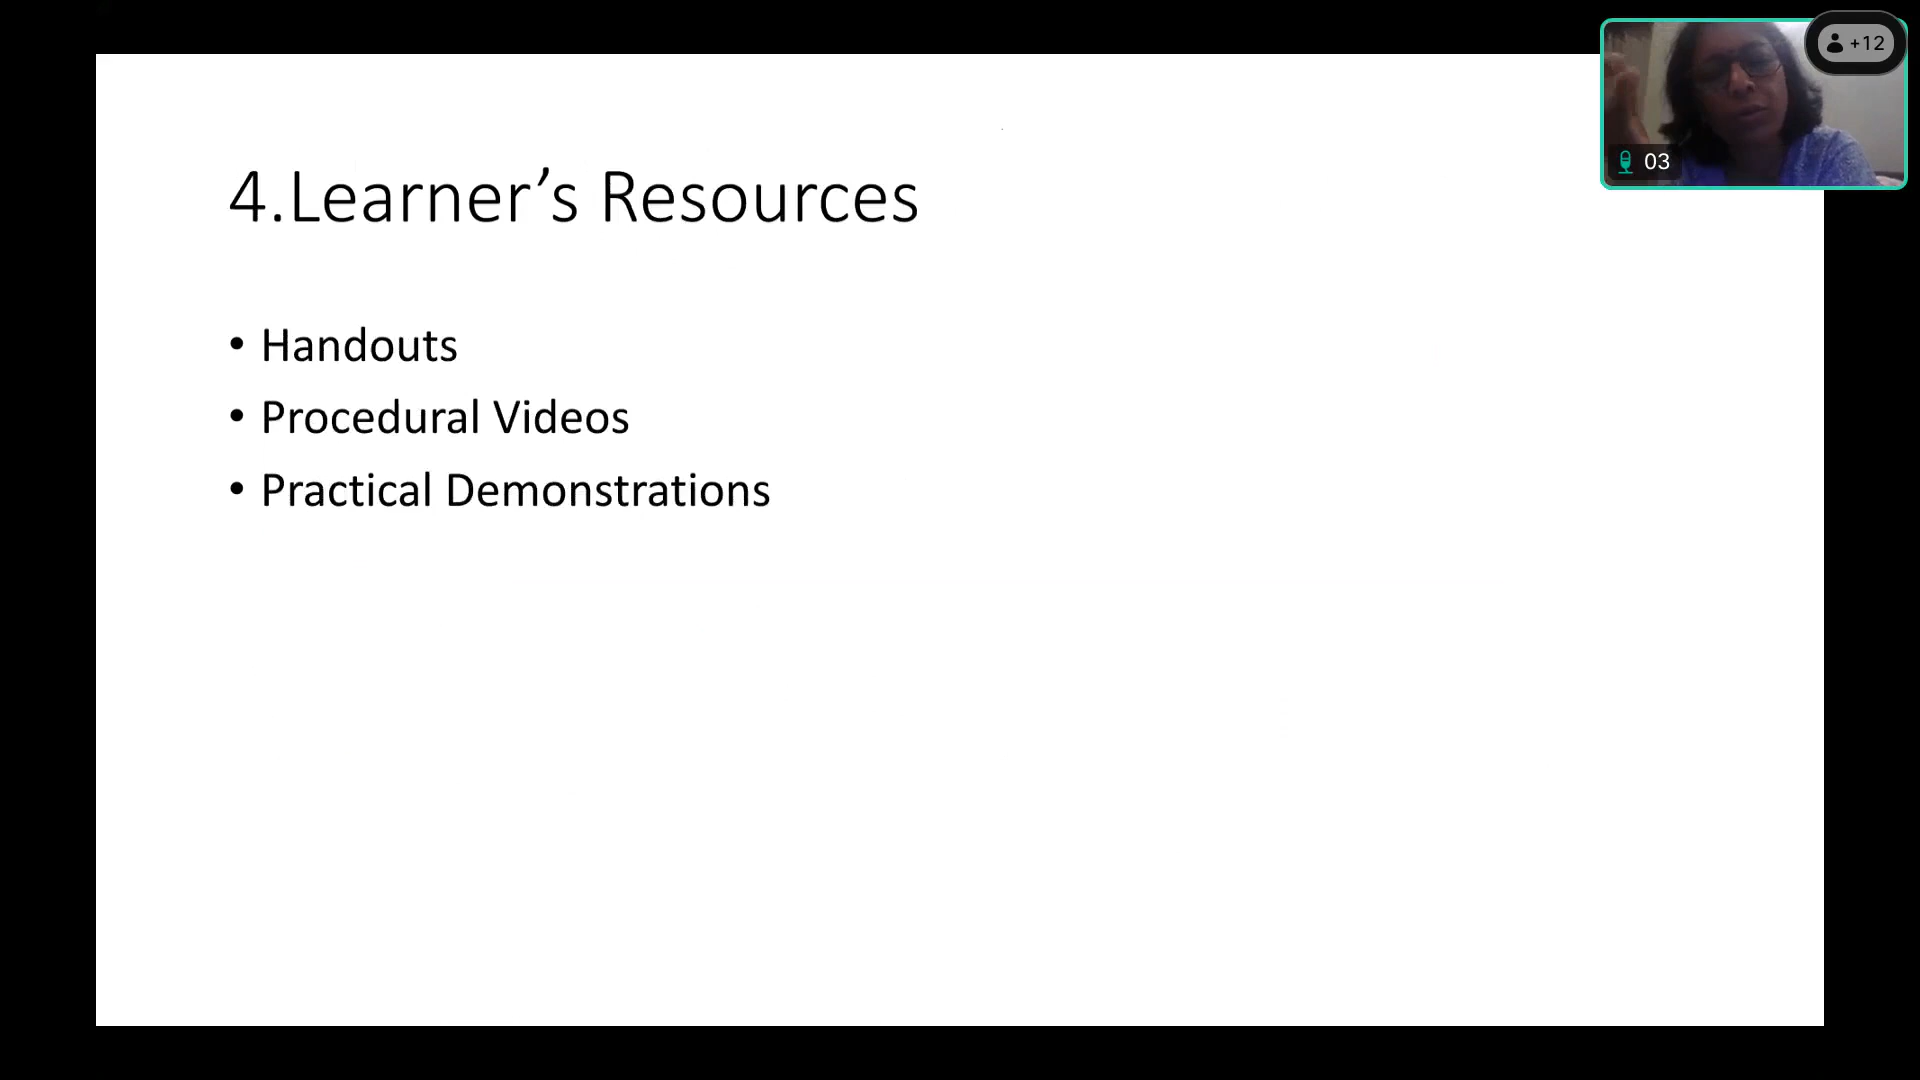 +12
03
4.Learner’s Resources
• Handouts
• Procedural Videos
• Practical Demonstrations